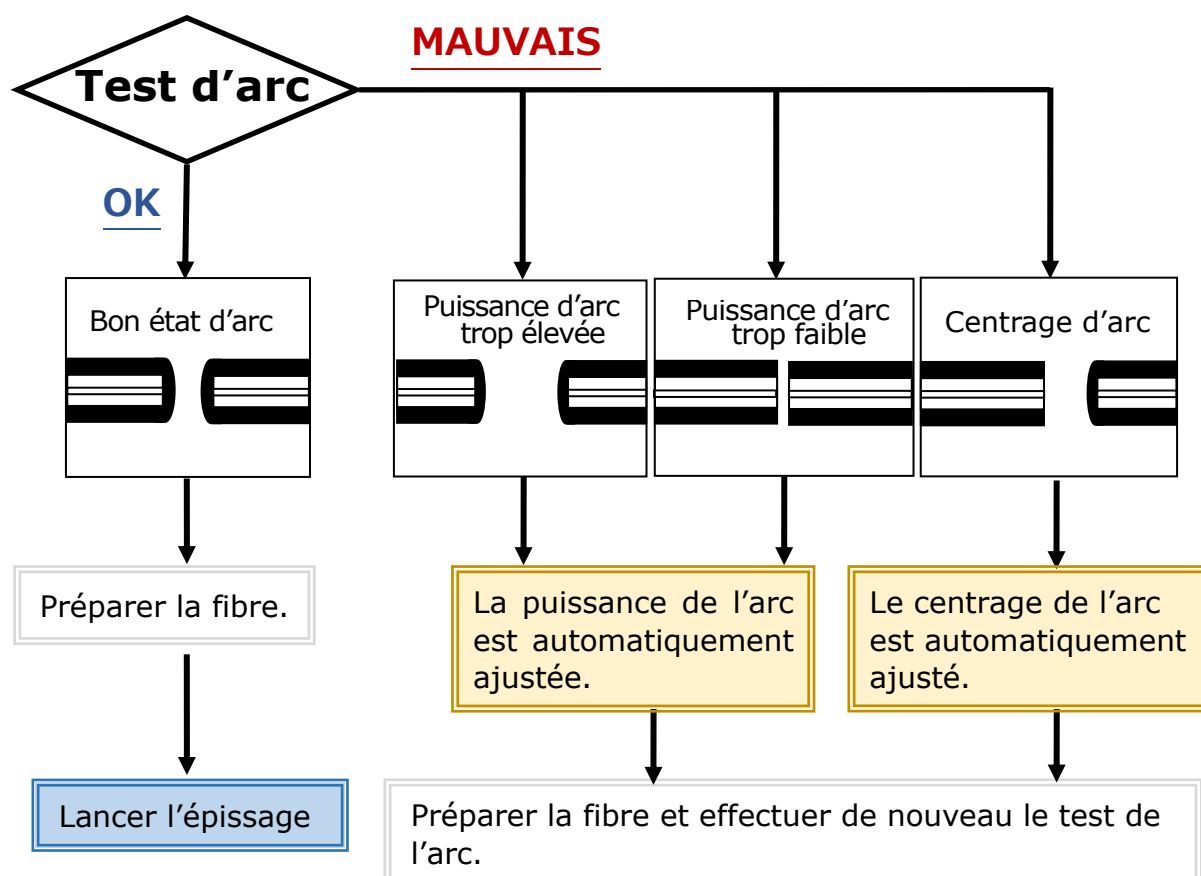 MAUVAIS
Test d’arc
OK
Bon état d’arc
Puissance d’arc
trop élevée
Puissance d’arc
trop faible
Centrage d’arc
Préparer la fibre.
La puissance de l’arc
est automatiquement
ajustée.
Le centrage de l’arc
est automatiquement
ajusté.
Lancer l’épissage
Préparer la fibre et effectuer de nouveau le test de
l’arc.